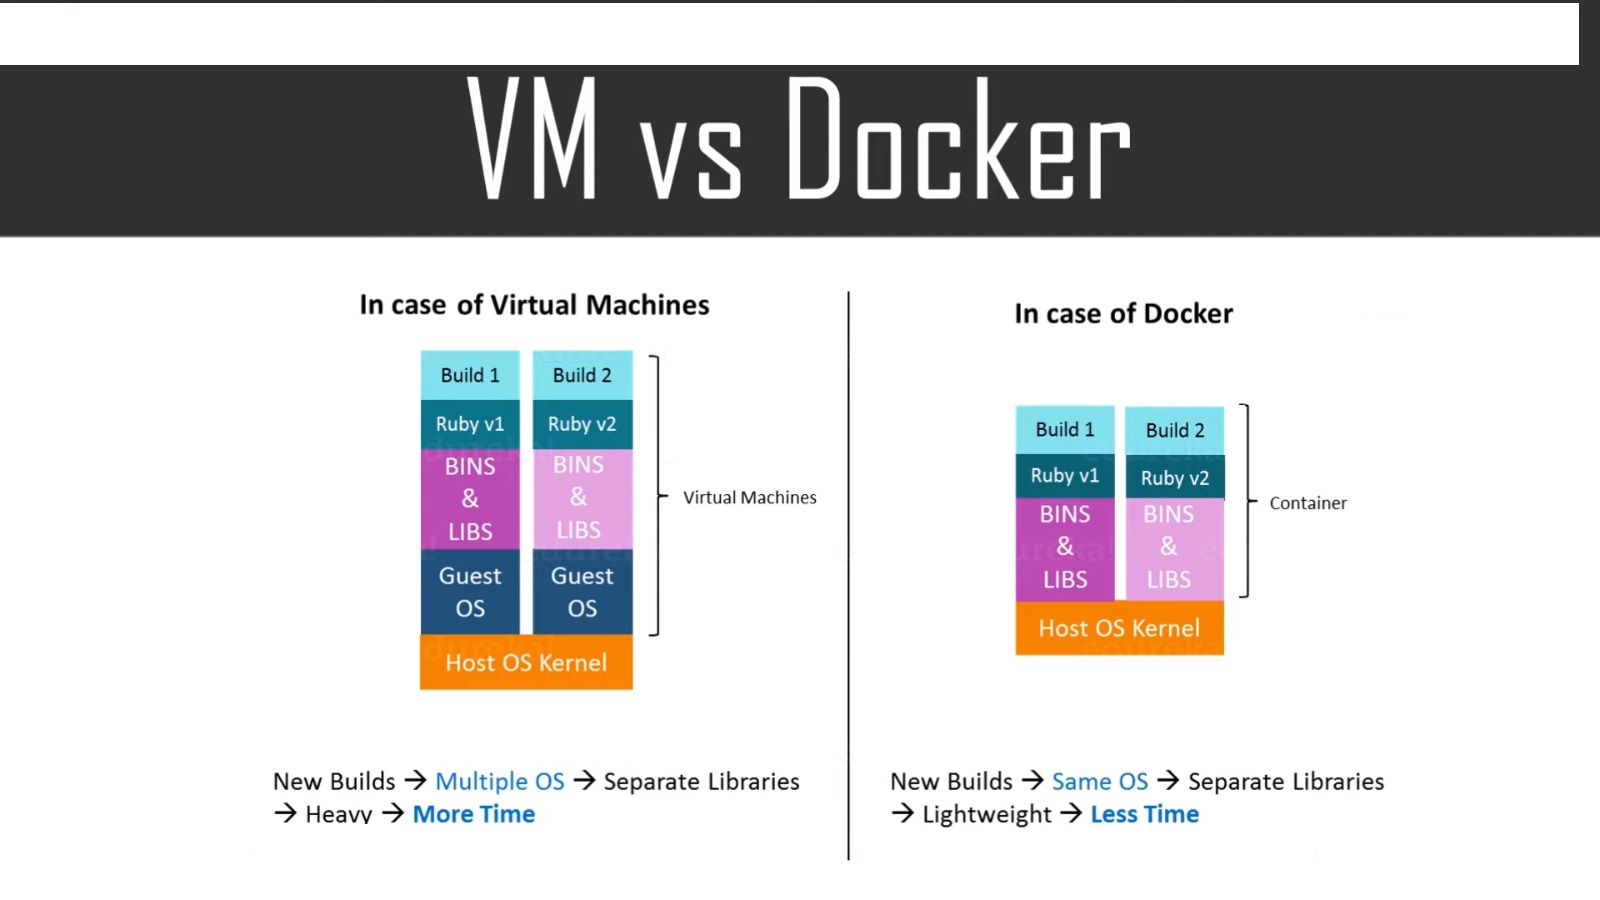 VM vs Docker
In case of Virtual Machines
Build 1
Build 2
Ruby v1
Ruby v2
BINS
&
LIBS
BINS
&
LIBS
Guest
OS
Guest
OS
Host OS Kernel
Virtual Machines
New Builds → Multiple OS → Separate Libraries
→ Heavy → More Time
In case of Docker
Build 1
Build 2
Ruby v1
Ruby v2
BINS
&
LIBS
BINS
&
LIBS
Host OS Kernel
Container
New Builds → Same OS → Separate Libraries
→ Lightweight → Less Time